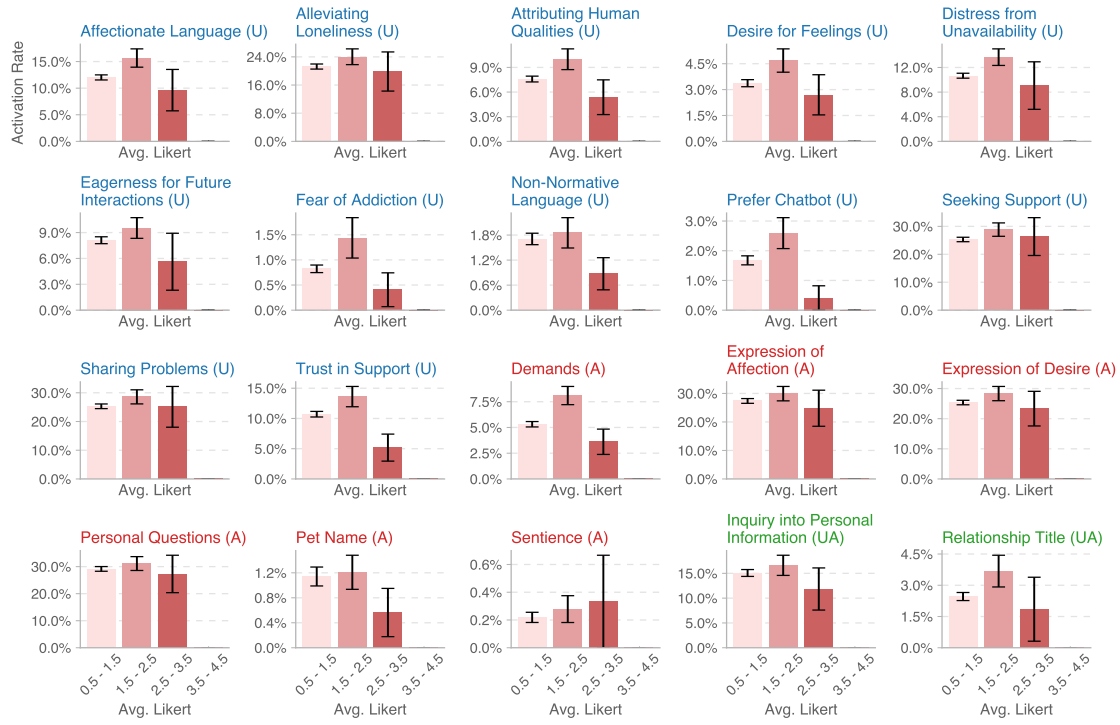 Affectionate Language (U)
Activation Rate
15.0%
10.0%
5.0%
0.0%
Avg. Likert
Alleviating
Loneliness (U)
24.0%
16.0%
8.0%
0.0%
Avg. Likert
Attributing Human
Qualities (U)
9.0%
6.0%
3.0%
0.0%
Avg. Likert
Desire for Feelings (U)
4.5%
3.0%
1.5%
0.0%
Avg. Likert
Distress from
Unavailability (U)
12.0%
8.0%
4.0%
0.0%
Avg. Likert
Eagerness for Future
Interactions (U)
9.0%
6.0%
3.0%
0.0%
Avg. Likert
Fear of Addiction (U)
1.5%
1.0%
0.5%
0.0%
Avg. Likert
Non-Normative
Language (U)
1.8%
1.2%
0.6%
0.0%
Avg. Likert
Prefer Chatbot (U)
3.0%
2.0%
1.0%
0.0%
Avg. Likert
Seeking Support (U)
30.0%
20.0%
10.0%
0.0%
Avg. Likert
Sharing Problems (U)
30.0%
20.0%
10.0%
0.0%
Avg. Likert
Trust in Support (U)
15.0%
10.0%
5.0%
0.0%
Avg. Likert
Demands (A)
7.5%
5.0%
2.5%
0.0%
Avg. Likert
Expression of
Affection (A)
30.0%
20.0%
10.0%
0.0%
Avg. Likert
Expression of Desire (A)
30.0%
20.0%
10.0%
0.0%
Avg. Likert
Personal Questions (A)
30.0%
20.0%
10.0%
0.0%
0.5 - 1.5
1.5 - 2.5
2.5 - 3.5
3.5 - 4.5
Avg. Likert
Pet Name (A)
1.2%
0.8%
0.4%
0.0%
0.5 - 1.5
1.5 - 2.5
2.5 - 3.5
3.5 - 4.5
Avg. Likert
Sentience (A)
0.6%
0.4%
0.2%
0.0%
0.5 - 1.5
1.5 - 2.5
2.5 - 3.5
3.5 - 4.5
Avg. Likert
Inquiry into Personal
Information (UA)
15.0%
10.0%
5.0%
0.0%
0.5 - 1.5
1.5 - 2.5
2.5 - 3.5
3.5 - 4.5
Avg. Likert
Relationship Title (UA)
4.5%
3.0%
1.5%
0.0%
0.5 - 1.5
1.5 - 2.5
2.5 - 3.5
3.5 - 4.5
Avg. Likert